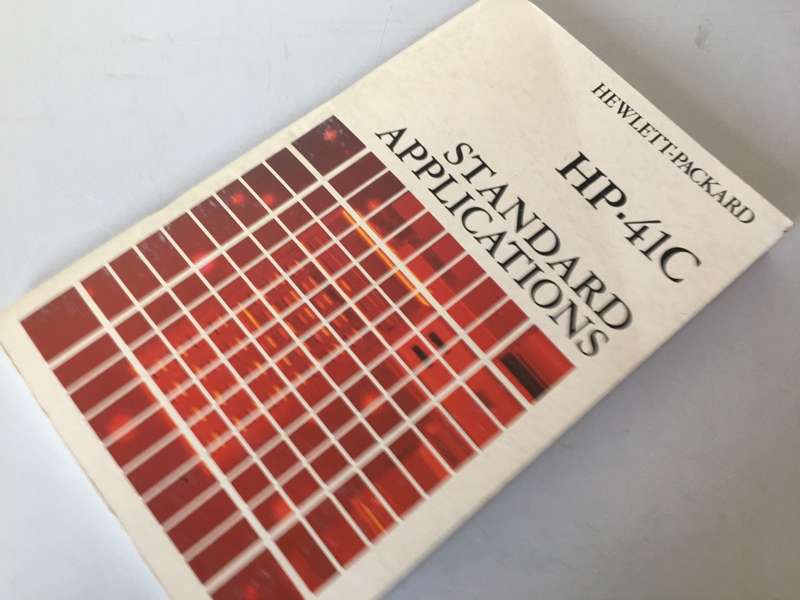 HEWLETT-PACKARD
HP-41C
STANDARD
APPLICATIONS